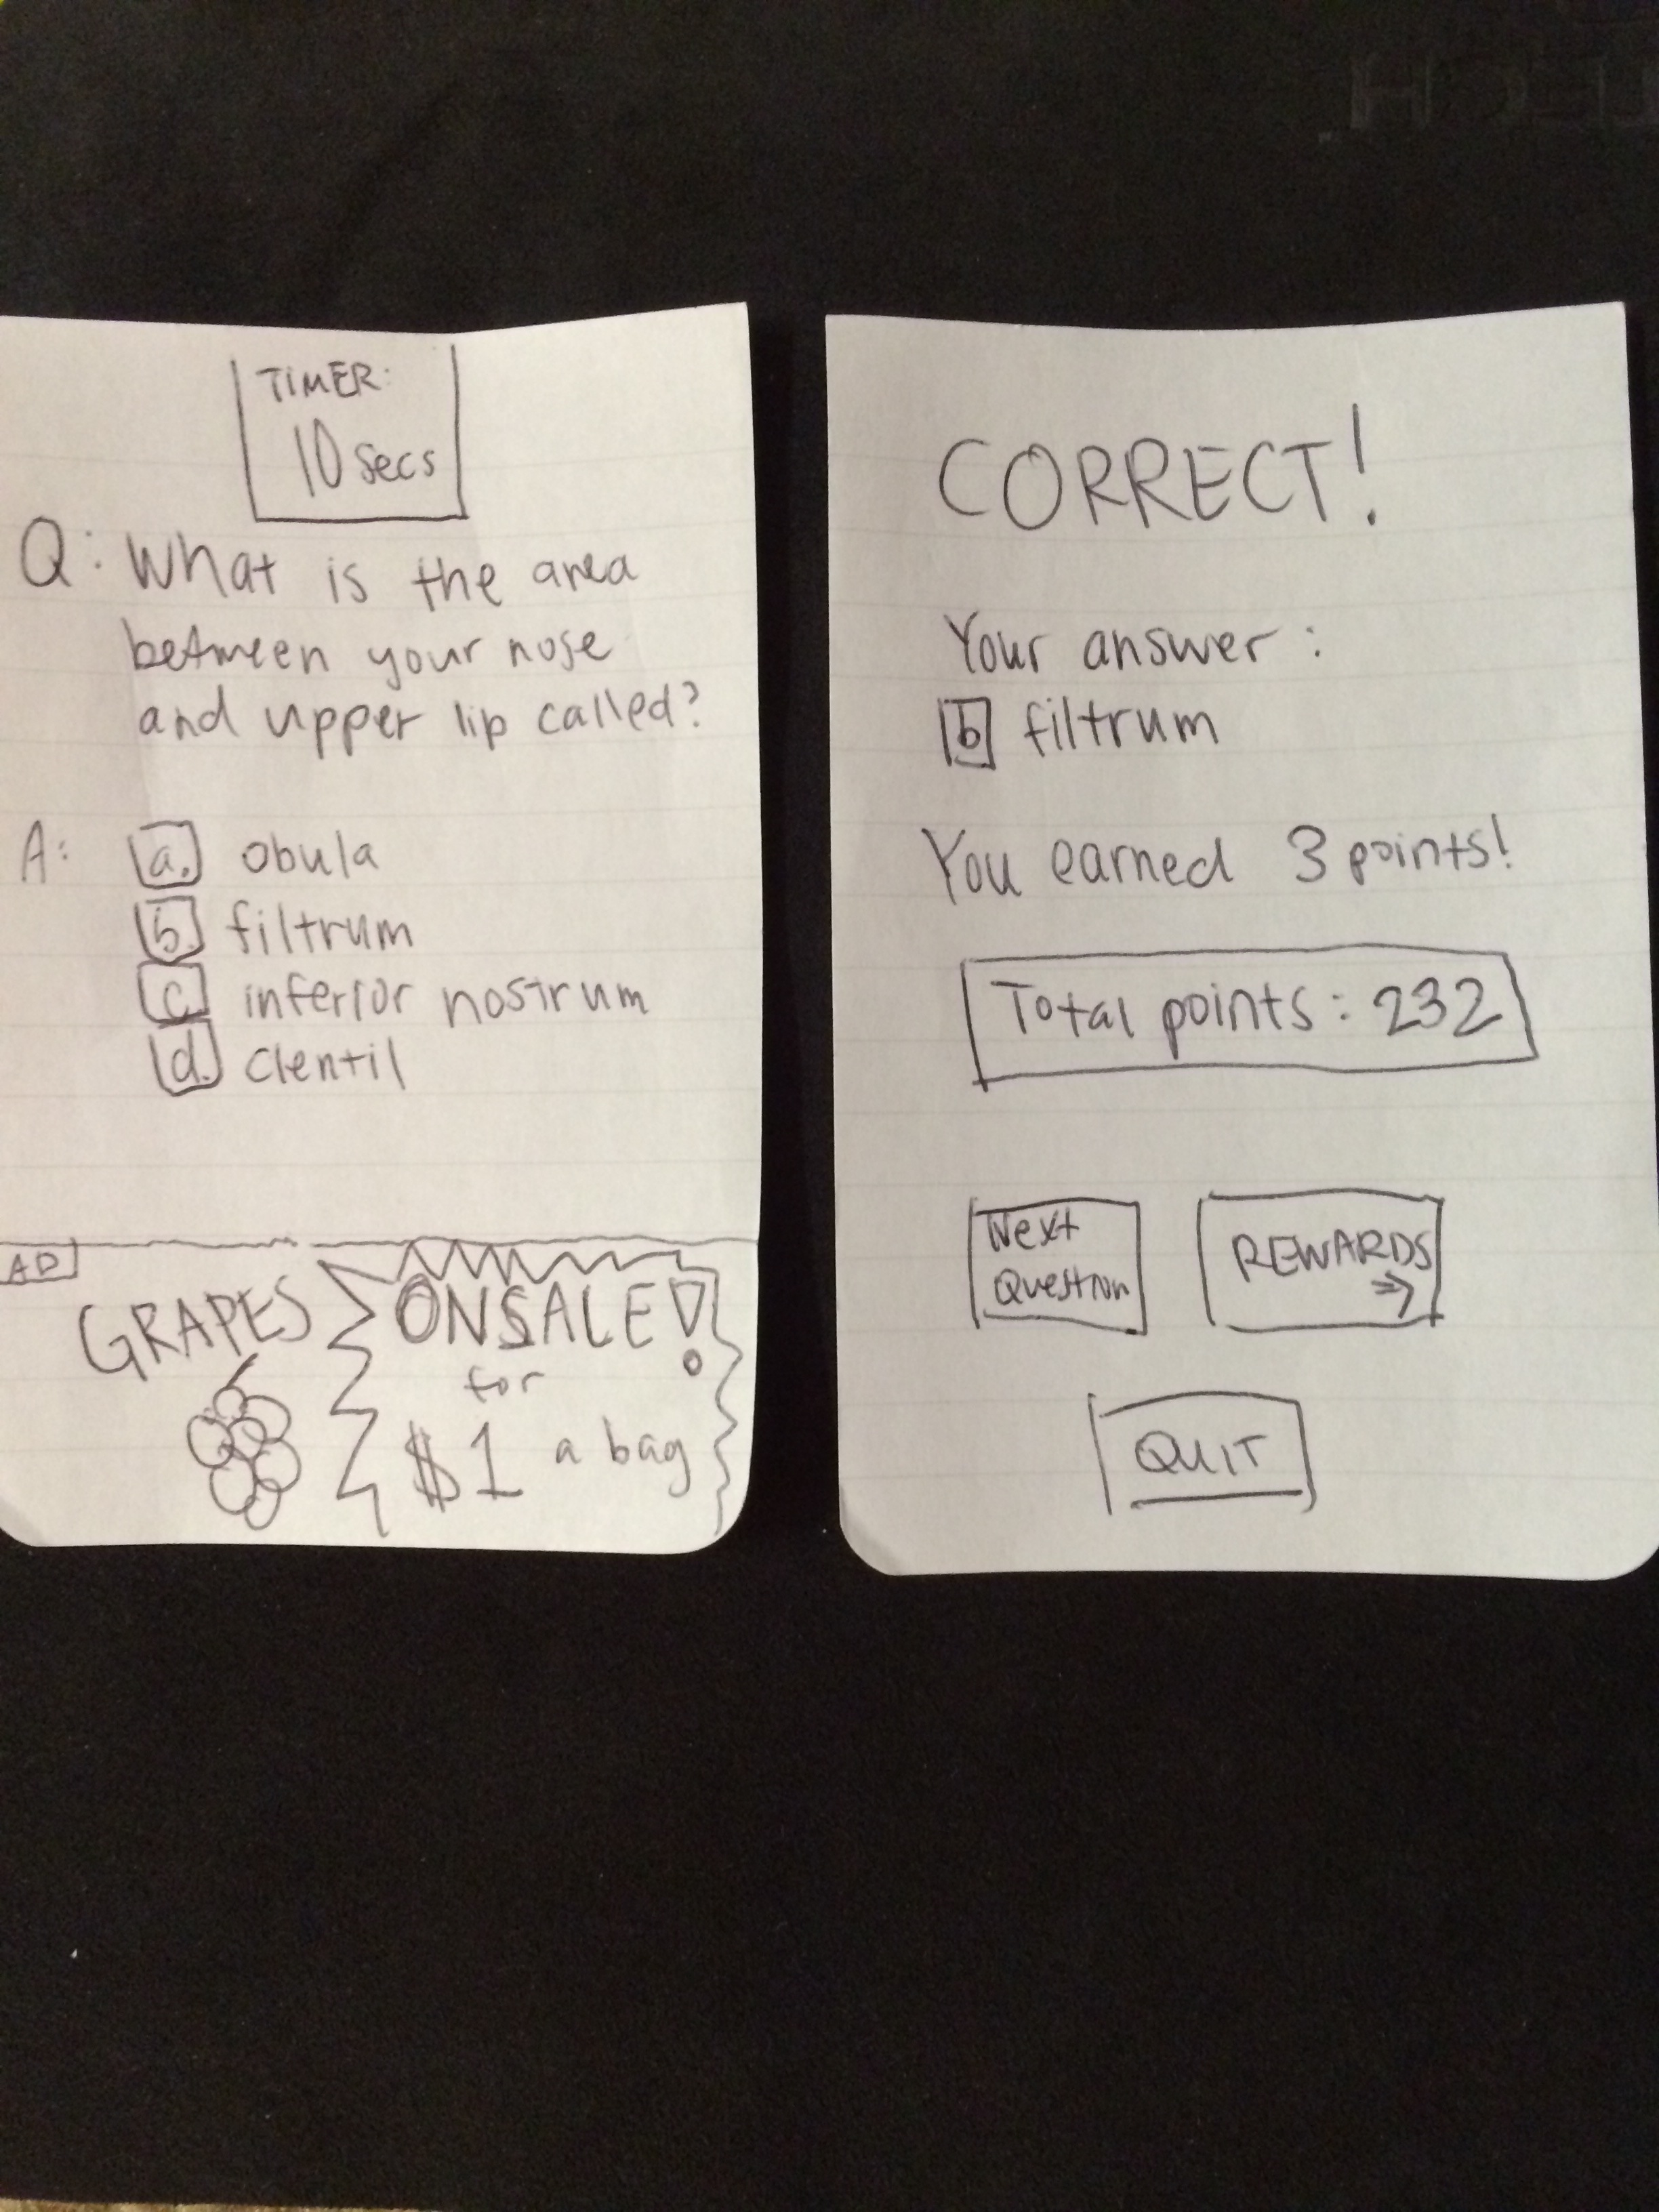 TIMER:
10 secs
Q: What is the area
between your nose
and upper lip called?
A: a. obula
b. filtrum
c. inferior nostrum
d. clentil
AD
GRAPES ON SALE!
for
$1 a bag
CORRECT!
Your answer:
b filtrum
You earned 3 points!
Total points: 232
Next
Question
REWARDS
→
QUIT